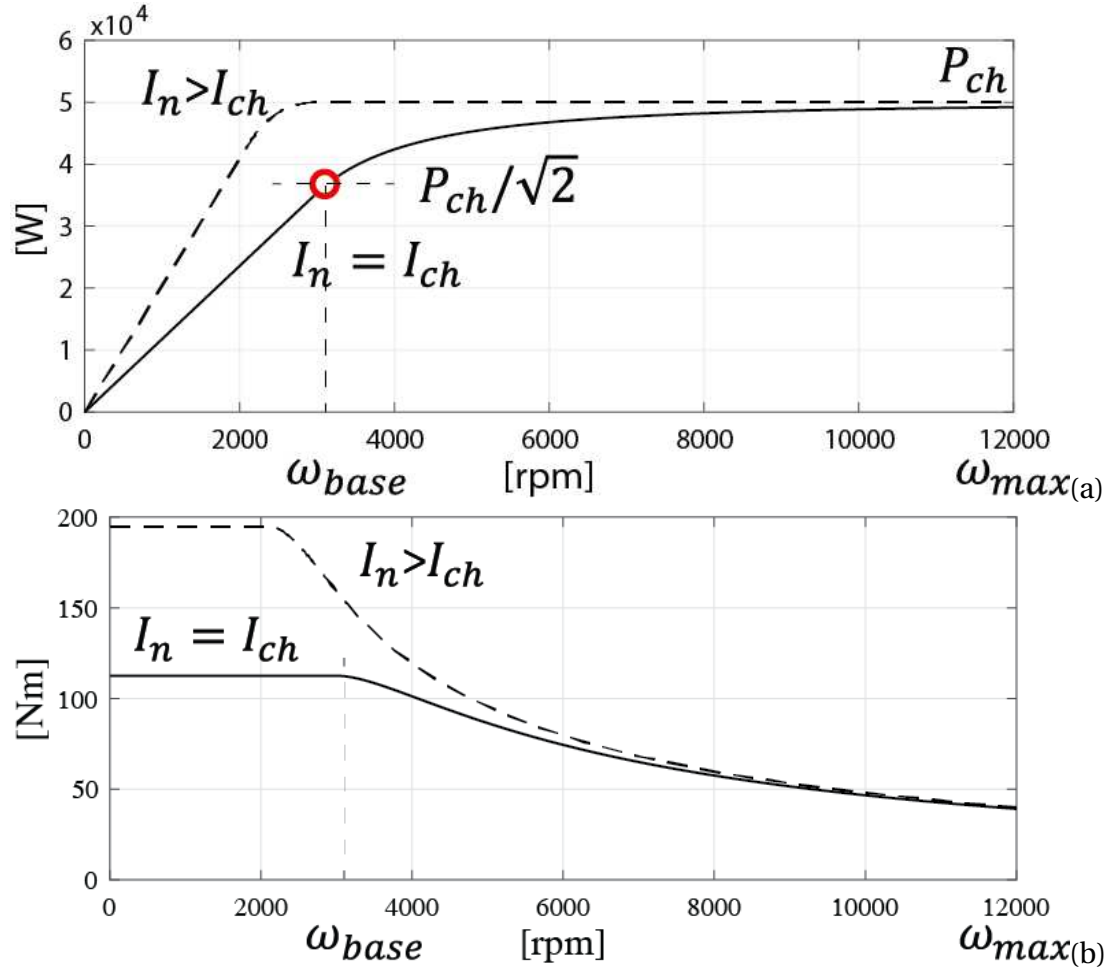 x10⁴
6
5
4
3
2
1
0
[W]
I_n>I_ch
P_ch
P_ch/√2
I_n = I_ch
0 2000 4000 6000 8000 10000 12000
ω_base [rpm] ω_max (a)
200
150
100
50
0
[Nm]
I_n>I_ch
I_n = I_ch
0 2000 4000 6000 8000 10000 12000
ω_base [rpm] ω_max (b)